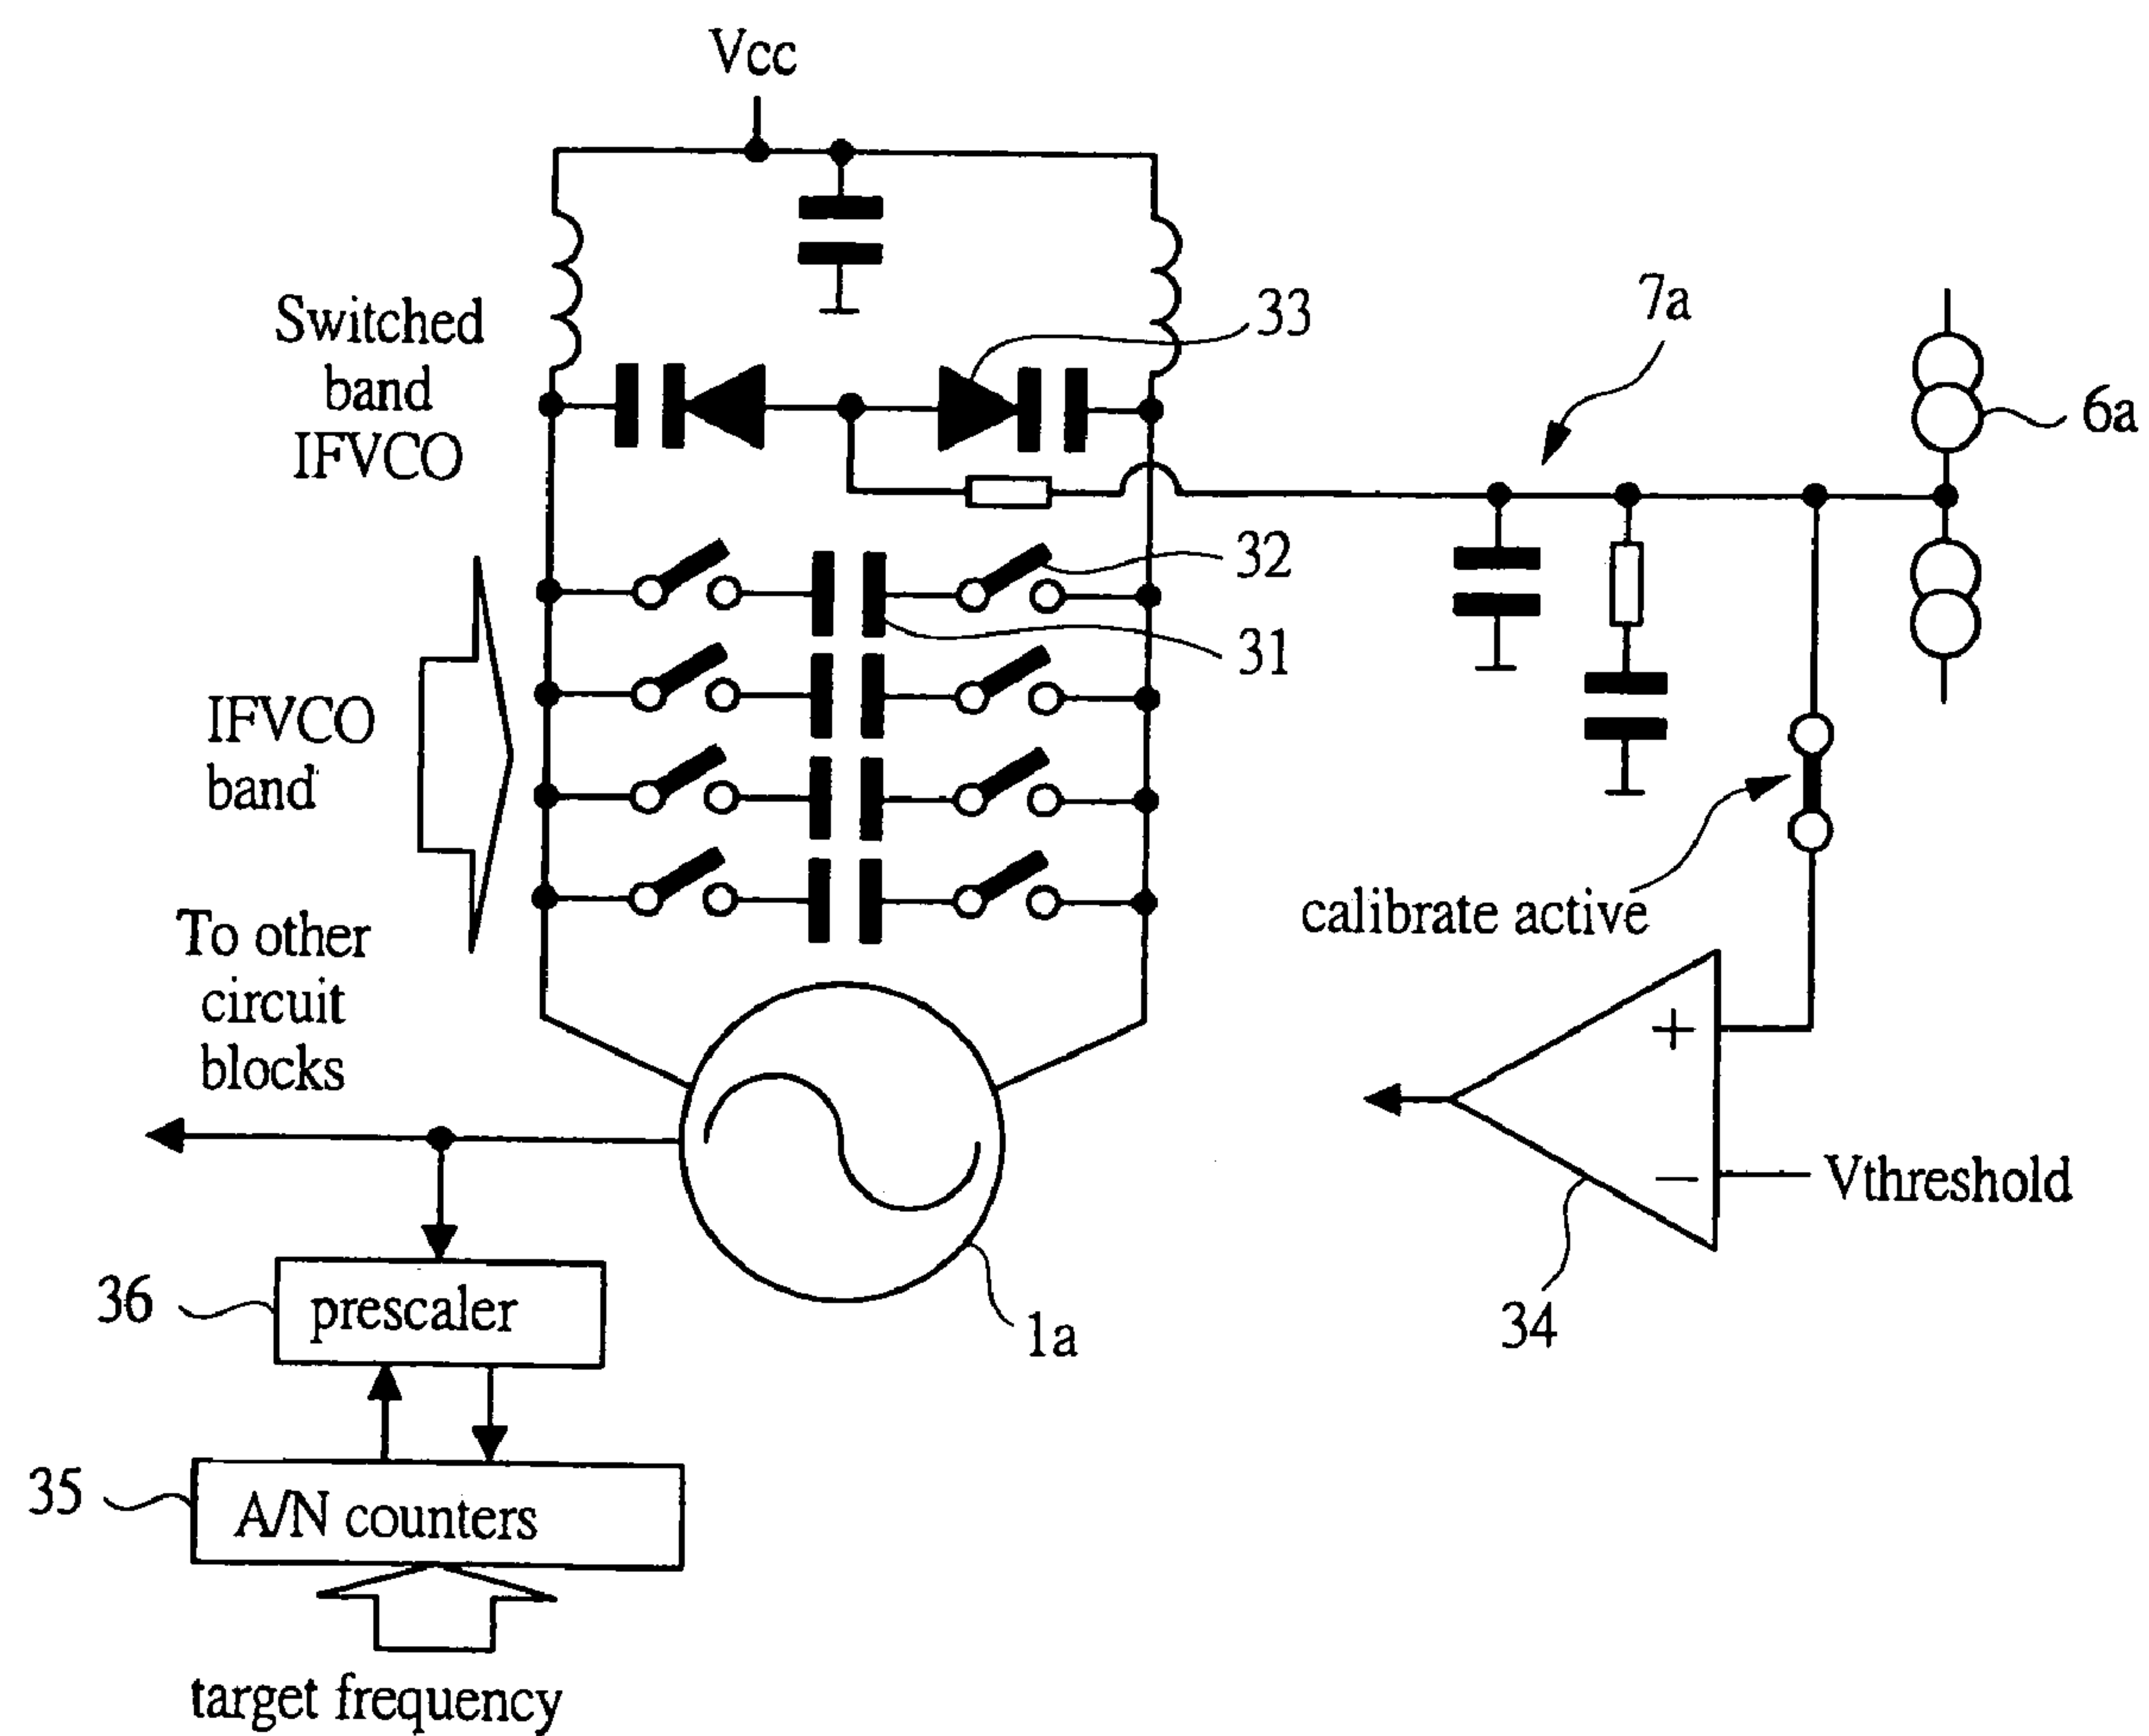 Vcc
Switched
band
IFVCO
33
7a
6a
32
31
IFVCO
band
calibrate active
To other
circuit
blocks
+
−
Vthreshold
34
1a
36
prescaler
35
A/N counters
target frequency